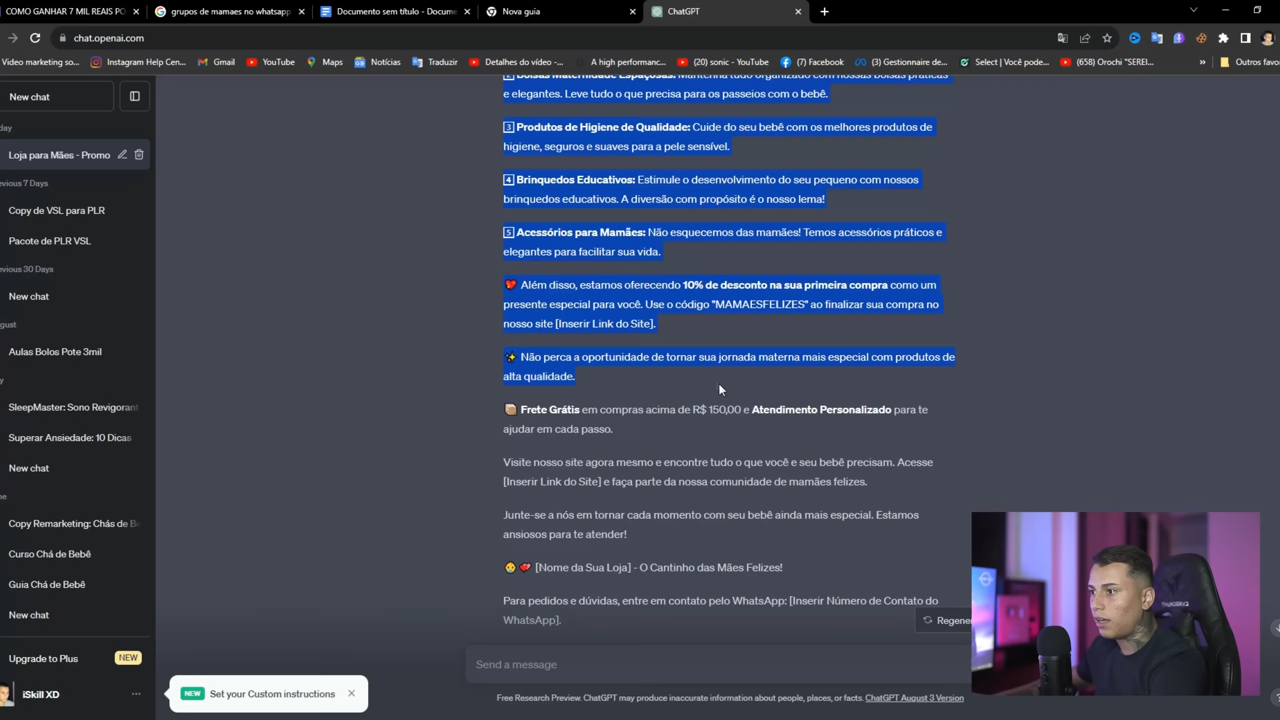 COMO GANHAR 7 MIL REAIS PO
grupos de mamaes no whatsapp
Documento sem título - Docume
Nova guia
ChatGPT
chat.openai.com
Video marketing so...
Instagram Help Cen...
Gmail
YouTube
Maps
Notícias
Traduzir
Detalhes do vídeo...
A high performanc...
(20) sonic - YouTube
(7) Facebook
Gestionnaire de...
Select | Você pode...
(658) Orochi "SEREI...
Outros favo
New chat
day
Loja para Mães - Promo
evious 7 Days
Copy de VSL para PLR
Pacote de PLR VSL
evious 30 Days
New chat
gust
Aulas Bolos Pote 3mil
y
SleepMaster: Sono Revigorant
Superar Ansiedade: 10 Dicas
New chat
ne
Copy Remarketing: Chás de Be
Curso Chá de Bebê
Guia Chá de Bebê
New chat
Upgrade to Plus
NEW
iSkill XD
Bolsas Maternidade Espaçosas: Mantenha tudo organizado com nossas bolsas práticas
e elegantes. Leve tudo o que precisa para os passeios com o bebê.
3 Produtos de Higiene de Qualidade: Cuide do seu bebê com os melhores produtos de
higiene, seguros e suaves para a pele sensível.
4 Brinquedos Educativos: Estimule o desenvolvimento do seu pequeno com nossos
brinquedos educativos. A diversão com propósito é o nosso lema!
5 Acessórios para Mamães: Não esquecemos das mamães! Temos acessórios práticos e
elegantes para facilitar sua vida.
💖 Além disso, estamos oferecendo 10% de desconto na sua primeira compra como um
presente especial para você. Use o código "MAMAESFELIZES" ao finalizar sua compra no
nosso site [Inserir Link do Site].
✨ Não perca a oportunidade de tornar sua jornada materna mais especial com produtos de
alta qualidade.
📦 Frete Grátis em compras acima de R$ 150,00 e Atendimento Personalizado para te
ajudar em cada passo.
Visite nosso site agora mesmo e encontre tudo o que você e seu bebê precisam. Acesse
[Inserir Link do Site] e faça parte da nossa comunidade de mamães felizes.
Junte-se a nós em tornar cada momento com seu bebê ainda mais especial. Estamos
ansiosos para te atender!
👶💖 [Nome da Sua Loja] - O Cantinho das Mães Felizes!
Para pedidos e dúvidas, entre em contato pelo WhatsApp: [Inserir Número de Contato do
WhatsApp].
Regener
Send a message
NEW Set your Custom instructions
Free Research Preview. ChatGPT may produce inaccurate information about people, places, or facts. ChatGPT August 3 Version